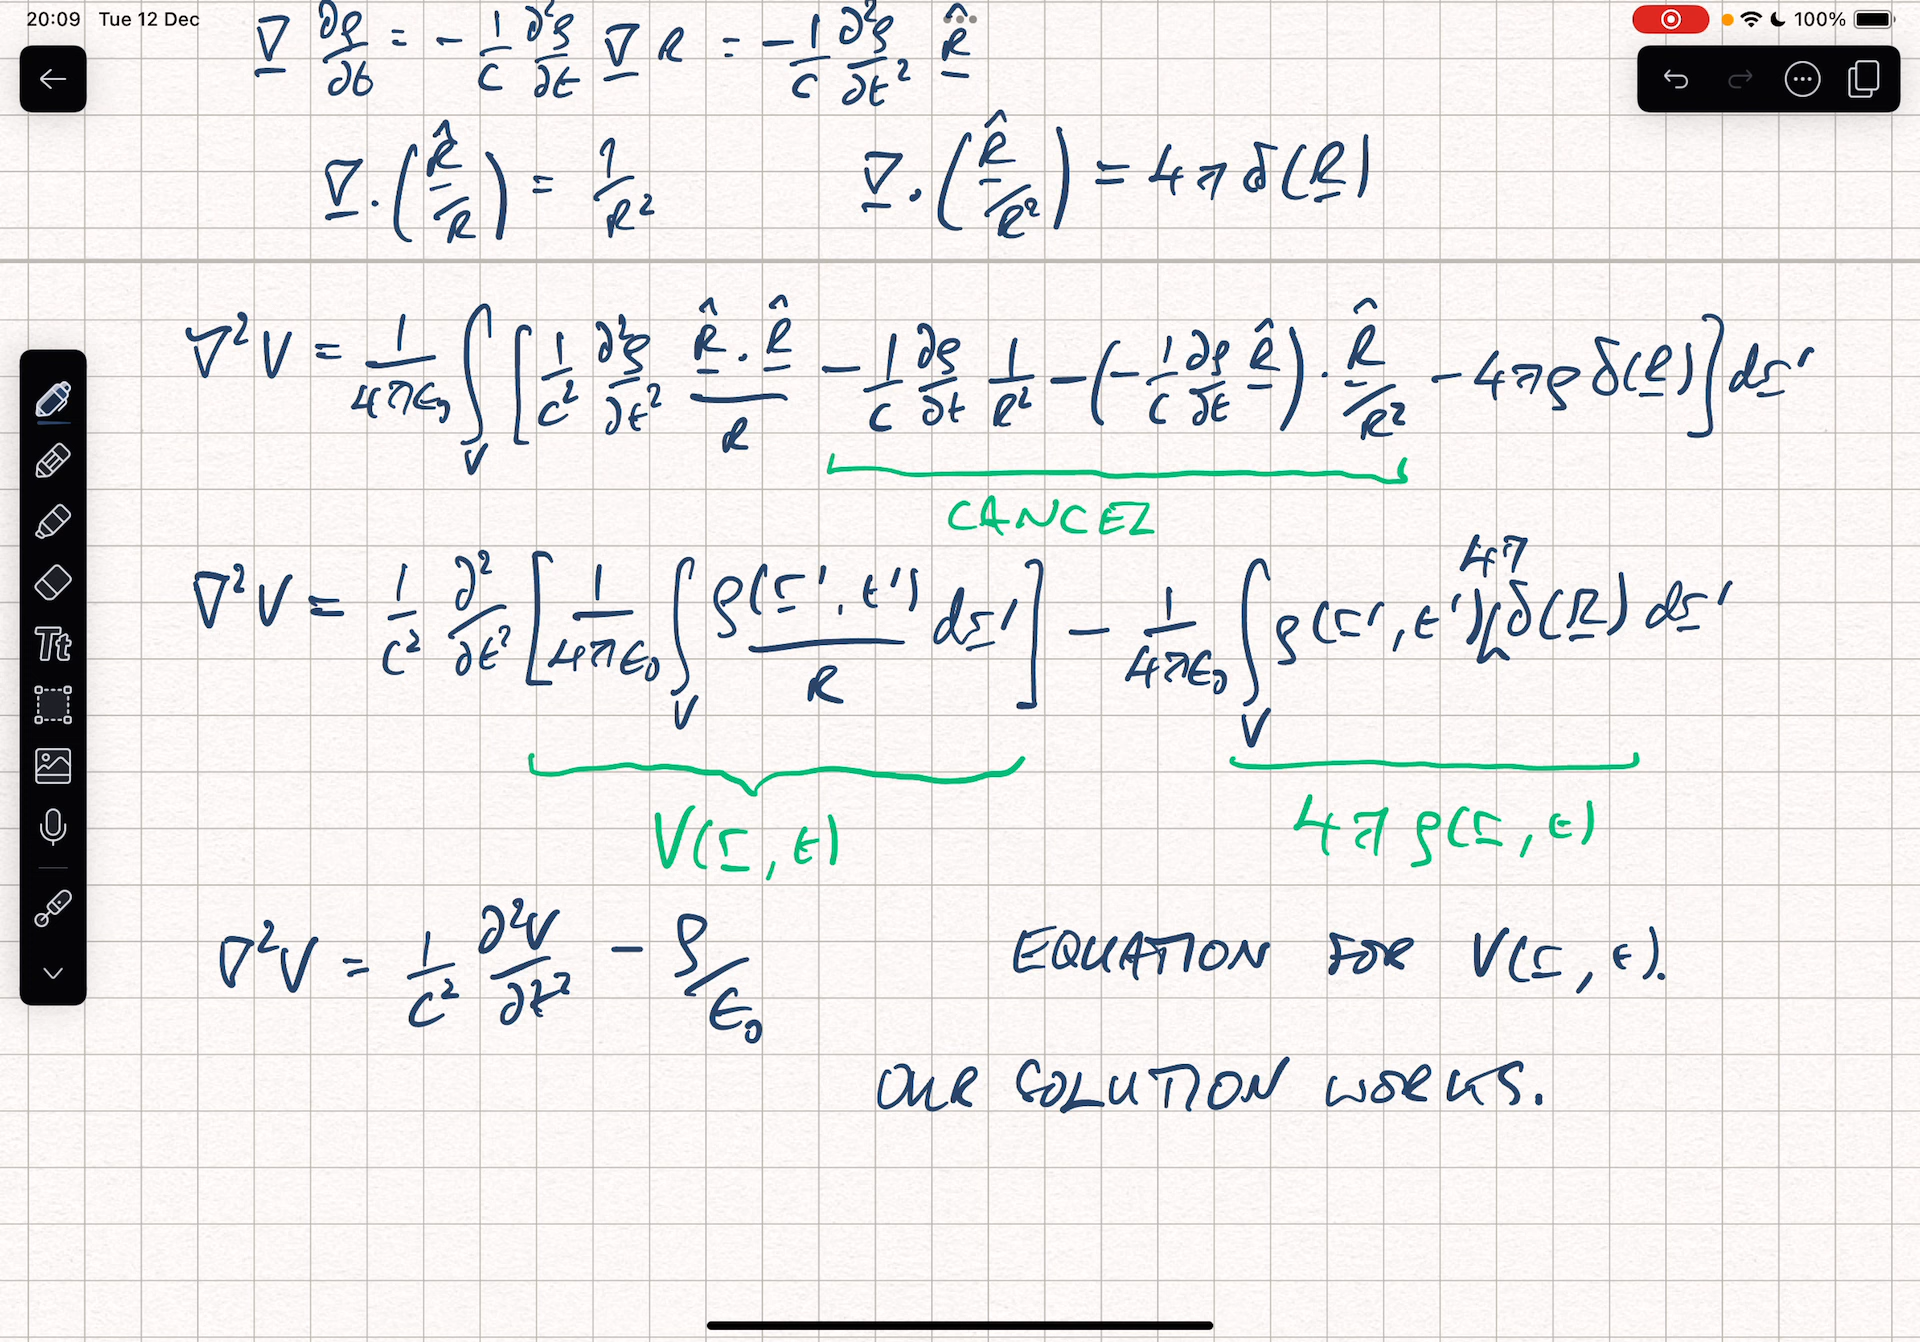 20:09 Tue 12 Dec 100%
∇ ∂ρ/∂t = - 1/c ∂²ρ/∂t ∇ R = - 1/c ∂²ρ/∂t² R̂
∇ · (R̂/R) = 1/R² ∇ · (R̂/R²) = 4π δ(R)
∇²V = 1/4πε₀ ∫_V [ 1/c² ∂²ρ/∂t² R̂·R̂/R - 1/c ∂ρ/∂t 1/R² - (- 1/c ∂ρ/∂t R̂) · R̂/R² - 4πρ δ(R) ] dr'
CANCEL
∇²V = 1/c² ∂²/∂t² [ 1/4πε₀ ∫_V ρ(r', t')/R dr' ] - 1/4πε₀ ∫_V ρ(r', t') 4π δ(R) dr'
V(r, t) 4π ρ(r, t)
∇²V = 1/c² ∂²V/∂t² - ρ/ε₀ EQUATION FOR V(r, t).
OUR SOLUTION WORKS.
Tt